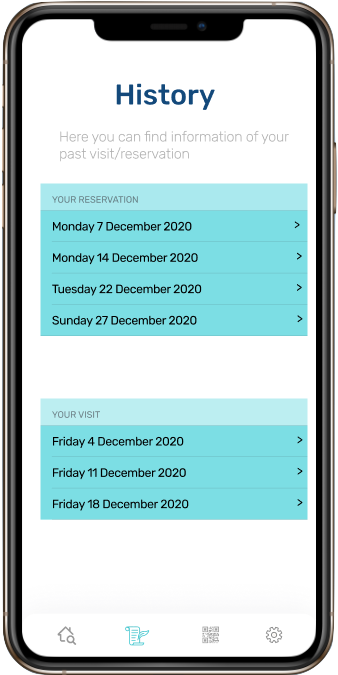 History
Here you can find information of your
past visit/reservation
YOUR RESERVATION
Monday 7 December 2020 >
Monday 14 December 2020 >
Tuesday 22 December 2020 >
Sunday 27 December 2020 >
YOUR VISIT
Friday 4 December 2020 >
Friday 11 December 2020 >
Friday 18 December 2020 >